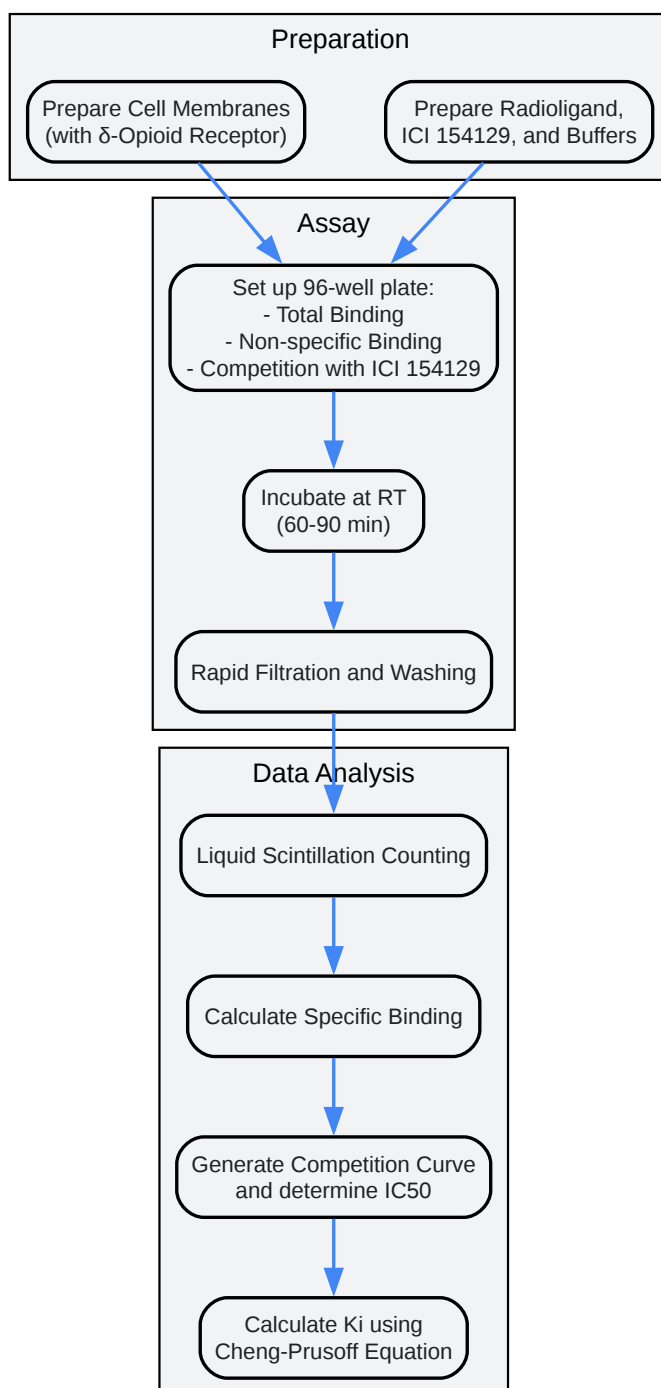 Preparation
Prepare Cell Membranes
(with δ-Opioid Receptor)
Prepare Radioligand,
ICI 154129, and Buffers
Assay
Set up 96-well plate:
- Total Binding
- Non-specific Binding
- Competition with ICI 154129
Incubate at RT
(60-90 min)
Rapid Filtration and Washing
Data Analysis
Liquid Scintillation Counting
Calculate Specific Binding
Generate Competition Curve
and determine IC50
Calculate Ki using
Cheng-Prusoff Equation